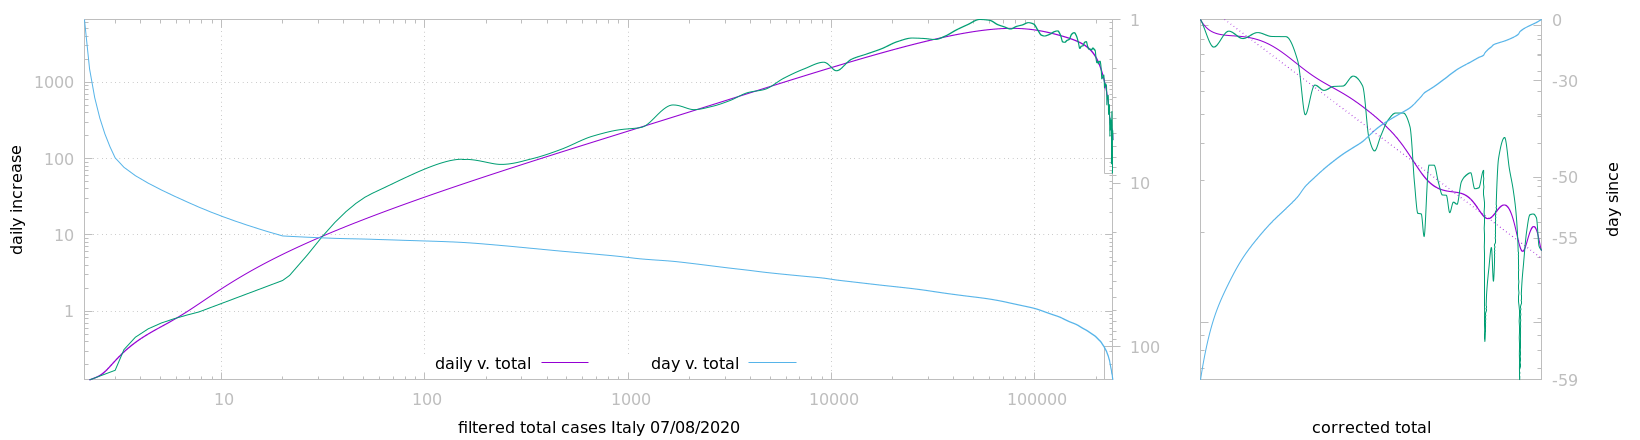 daily increase
1000
100
10
1
10
100
1000
10000
100000
1
10
100
daily v. total
day v. total
filtered total cases Italy 07/08/2020
0
-30
-50
-55
-59
day since
corrected total